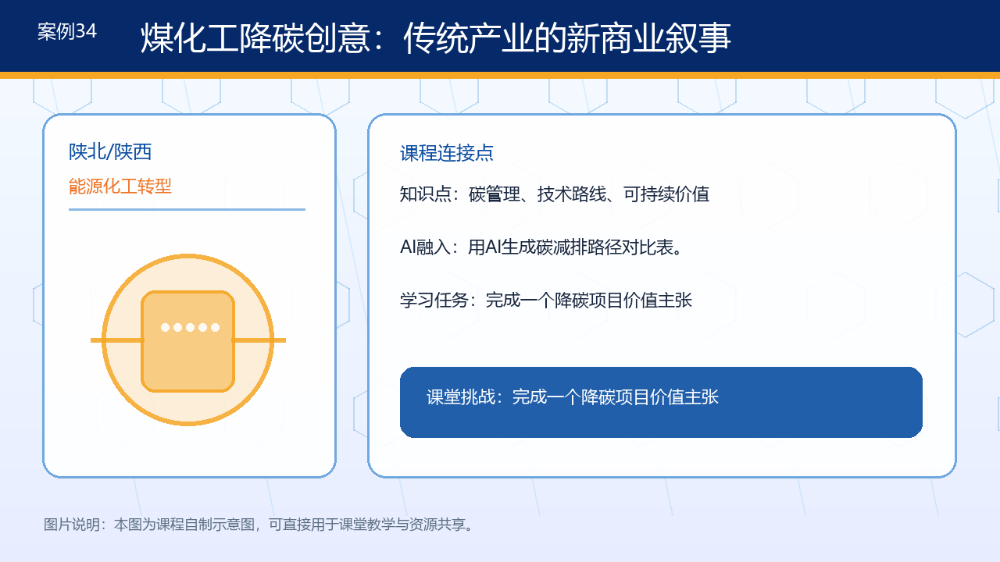 案例34
煤化工降碳创意：传统产业的新商业叙事
陕北/陕西
能源化工转型
课程连接点
知识点：碳管理、技术路线、可持续价值
AI融入：用AI生成碳减排路径对比表。
学习任务：完成一个降碳项目价值主张
课堂挑战：完成一个降碳项目价值主张
图片说明：本图为课程自制示意图，可直接用于课堂教学与资源共享。